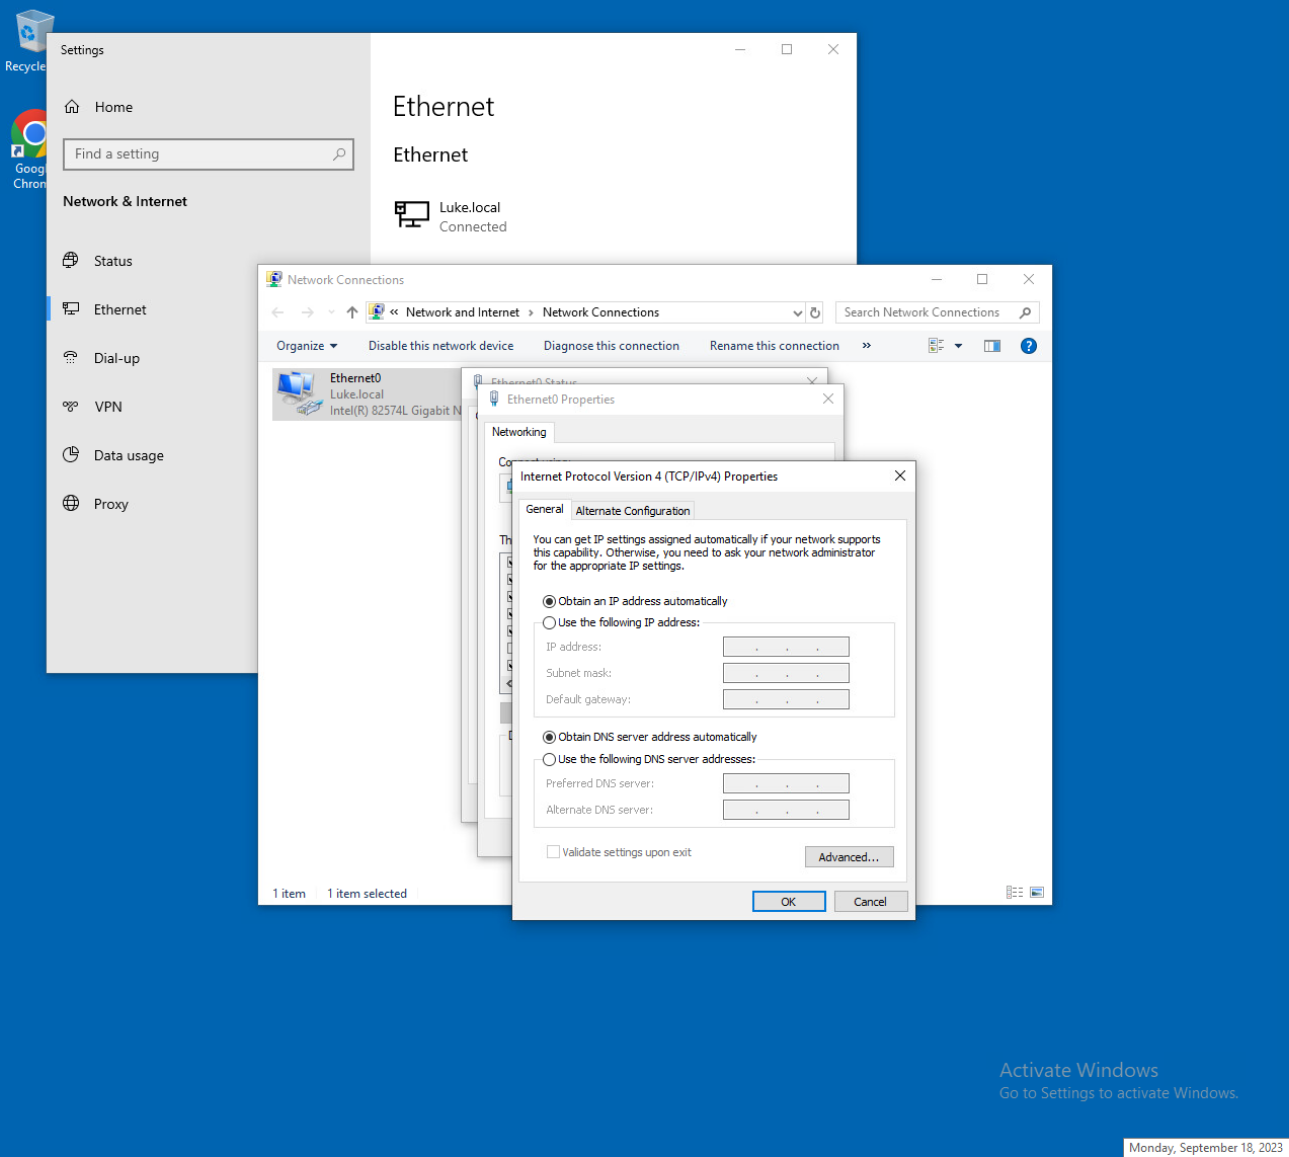 Recycle
Google
Chron
Settings
Home
Find a setting
Network & Internet
Status
Ethernet
Dial-up
VPN
Data usage
Proxy
Ethernet
Ethernet
Luke.local
Connected
Network Connections
« Network and Internet › Network Connections
Search Network Connections
Organize
Disable this network device
Diagnose this connection
Rename this connection
»
Ethernet0
Luke.local
Intel(R) 82574L Gigabit N
1 item
1 item selected
Ethernet0 Status
Ethernet0 Properties
Networking
Connect using:
Th
Internet Protocol Version 4 (TCP/IPv4) Properties
General
Alternate Configuration
You can get IP settings assigned automatically if your network supports
this capability. Otherwise, you need to ask your network administrator
for the appropriate IP settings.
Obtain an IP address automatically
Use the following IP address:
IP address:
Subnet mask:
Default gateway:
Obtain DNS server address automatically
Use the following DNS server addresses:
Preferred DNS server:
Alternate DNS server:
Validate settings upon exit
Advanced...
OK
Cancel
Activate Windows
Go to Settings to activate Windows.
Monday, September 18, 2023